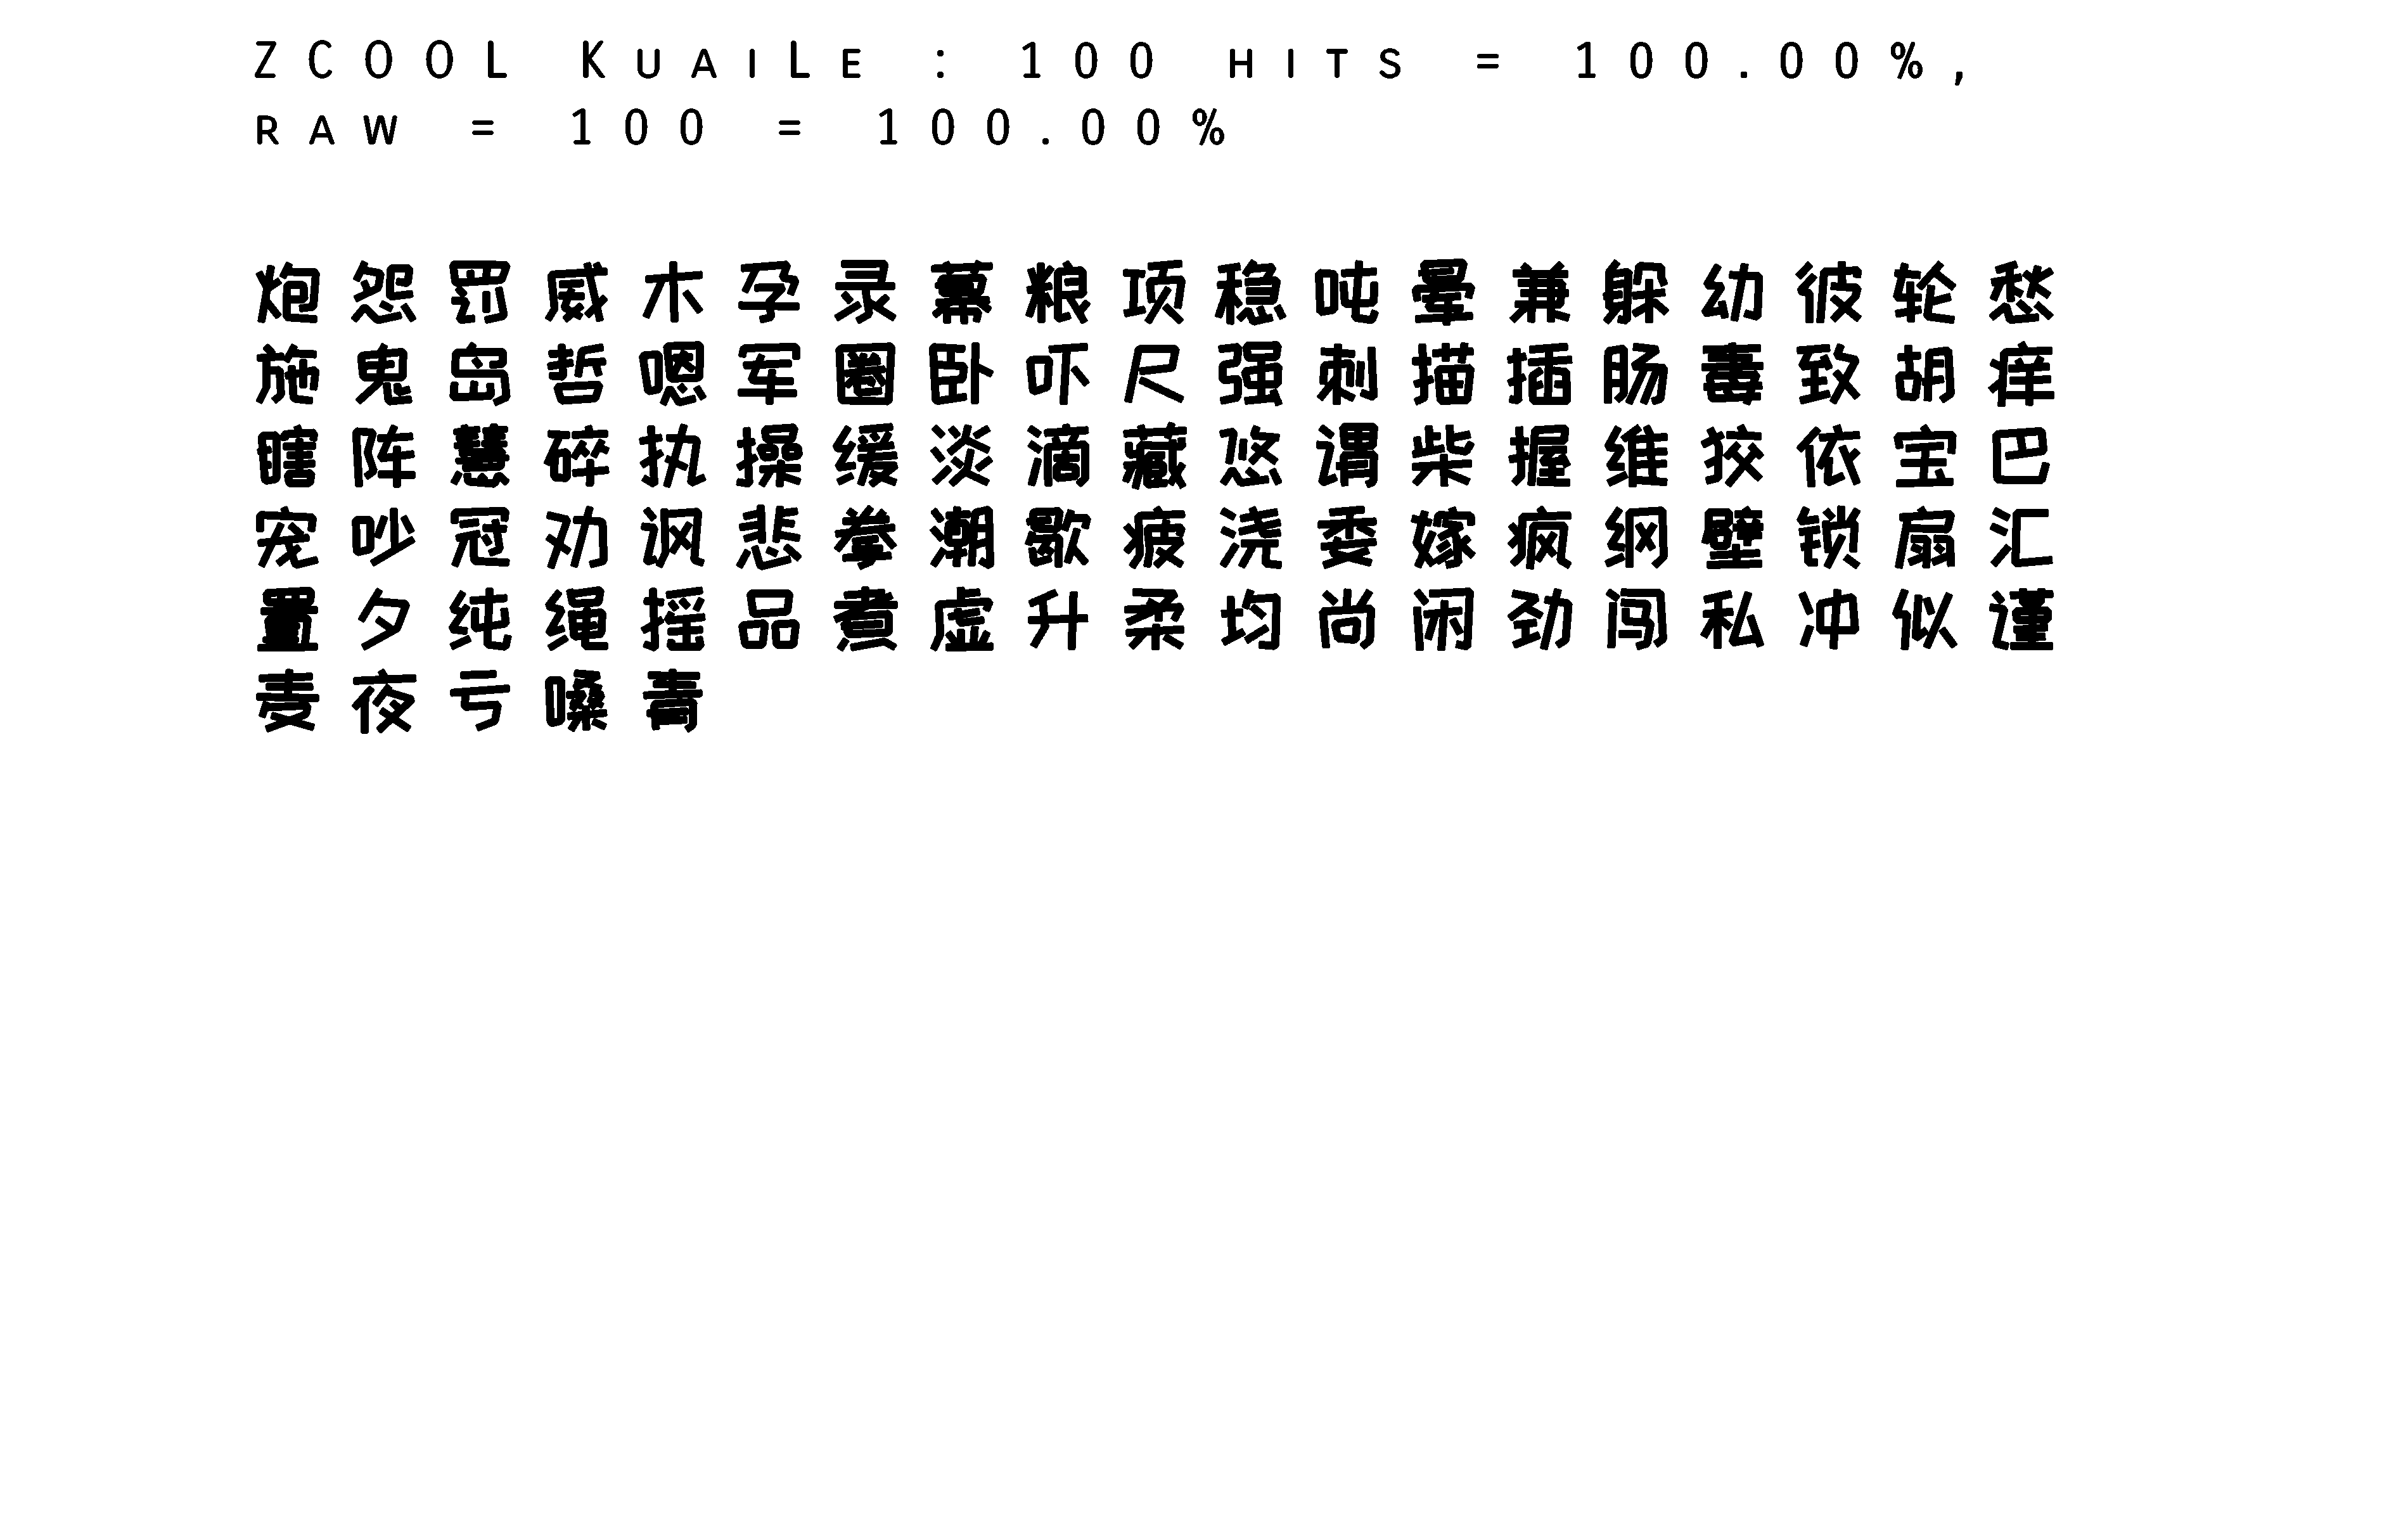 ZCOOL KuaiLe : 100 hits = 100.00%,
raw = 100 = 100.00%
炮怨罚威木孕录幕粮项稳吨晕兼躲幼彼轮愁
施鬼岛哲嗯军圈卧吓尺强刺描插肠毒致胡痒
瞎阵慧碎执操缓淡滴藏悠谓柴握维狡依宝巴
宠吵冠劝讽悲拳潮歌疲浇委嫁疯纲壁锁扇汇
置夕纯绳摇品煮虚升柔均尚闲劲闯私冲似谨
麦夜亏嗓青